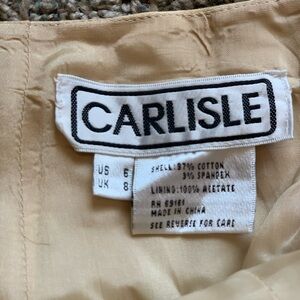 CARLISLE
US 6
UK 8
SHELL: 97% COTTON
3% SPANDEX
LINING: 100% ACETATE
RN 69161
MADE IN CHINA
SEE REVERSE FOR CARE